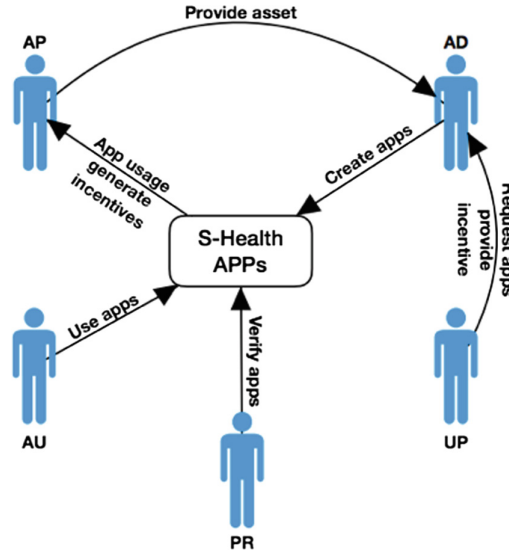 Provide asset
AP
AD
App usage
generate
incentives
Create apps
Request apps
provide
incentive
S-Health
APPs
Use apps
Verify apps
AU
UP
PR